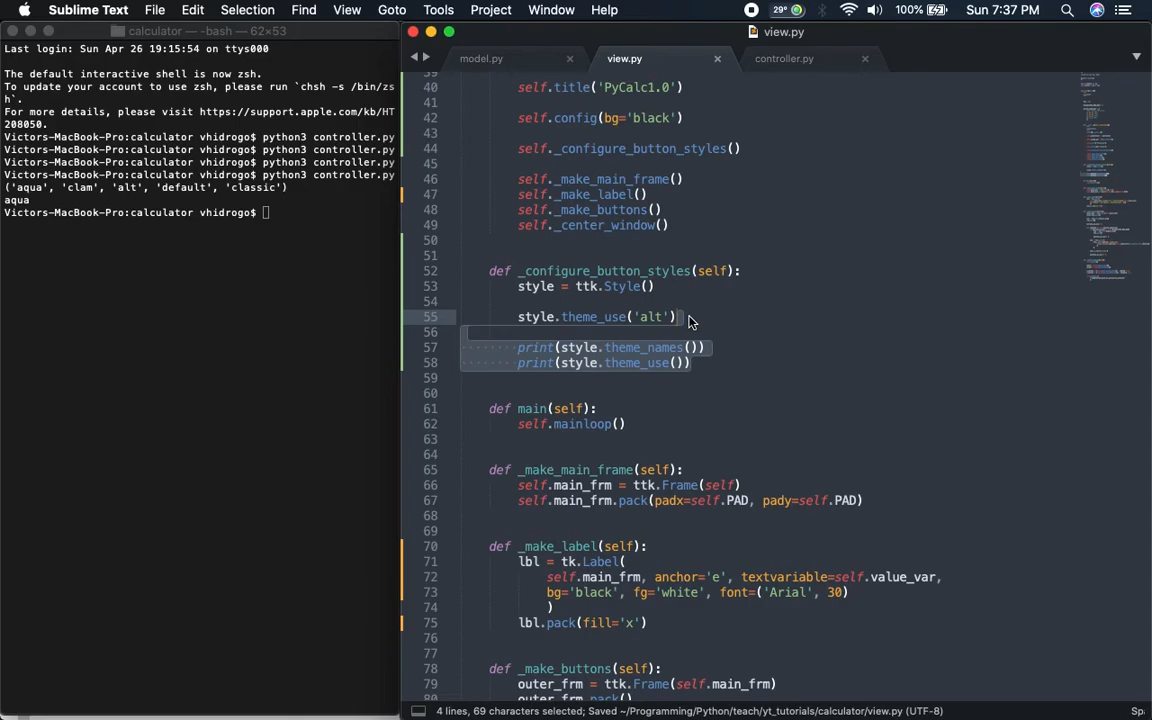 Sublime Text File Edit Selection Find View Goto Tools Project Window Help 29° 100% Sun 7:37 PM
calculator — -bash — 62×53
Last login: Sun Apr 26 19:15:54 on ttys000
The default interactive shell is now zsh.
To update your account to use zsh, please run `chsh -s /bin/zs
h`.
For more details, please visit https://support.apple.com/kb/HT
208050.
Victors-MacBook-Pro:calculator vhidrogo$ python3 controller.py
Victors-MacBook-Pro:calculator vhidrogo$ python3 controller.py
Victors-MacBook-Pro:calculator vhidrogo$ python3 controller.py
Victors-MacBook-Pro:calculator vhidrogo$ python3 controller.py
('aqua', 'clam', 'alt', 'default', 'classic')
aqua
Victors-MacBook-Pro:calculator vhidrogo$
view.py
model.py view.py controller.py
39
40 self.title('PyCalc1.0')
41
42 self.config(bg='black')
43
44 self._configure_button_styles()
45
46 self._make_main_frame()
47 self._make_label()
48 self._make_buttons()
49 self._center_window()
50
51
52 def _configure_button_styles(self):
53 style = ttk.Style()
54
55 style.theme_use('alt')
56
57 print(style.theme_names())
58 print(style.theme_use())
59
60
61 def main(self):
62 self.mainloop()
63
64
65 def _make_main_frame(self):
66 self.main_frm = ttk.Frame(self)
67 self.main_frm.pack(padx=self.PAD, pady=self.PAD)
68
69
70 def _make_label(self):
71 lbl = tk.Label(
72 self.main_frm, anchor='e', textvariable=self.value_var,
73 bg='black', fg='white', font=('Arial', 30)
74 )
75 lbl.pack(fill='x')
76
77
78 def _make_buttons(self):
79 outer_frm = ttk.Frame(self.main_frm)
80 outer_frm.pack()
4 lines, 69 characters selected; Saved ~/Programming/Python/teach/yt_tutorials/calculator/view.py (UTF-8) Spa